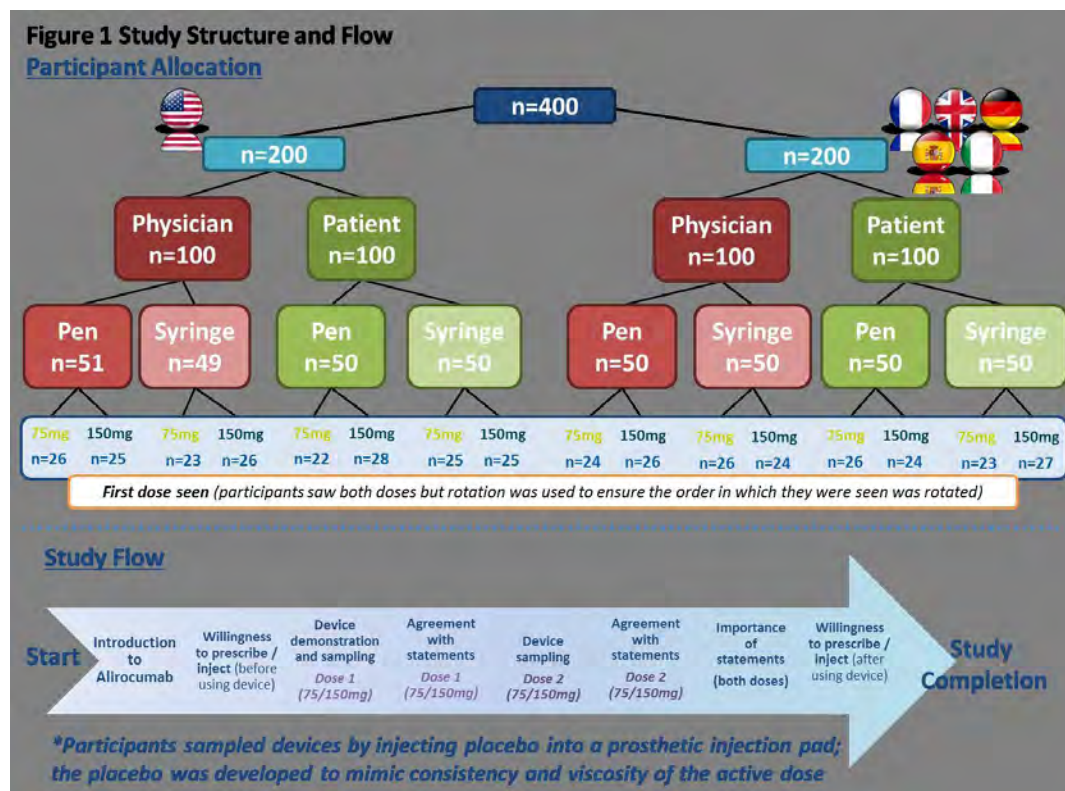 Figure 1 Study Structure and Flow
Participant Allocation
n=400
n=200
n=200
Physician
n=100
Patient
n=100
Physician
n=100
Patient
n=100
Pen
n=51
Syringe
n=49
Pen
n=50
Syringe
n=50
Pen
n=50
Syringe
n=50
Pen
n=50
Syringe
n=50
75mg 150mg 75mg 150mg 75mg 150mg 75mg 150mg 75mg 150mg 75mg 150mg 75mg 150mg 75mg 150mg
n=26 n=25 n=23 n=26 n=22 n=28 n=25 n=25 n=24 n=26 n=26 n=24 n=26 n=24 n=23 n=27
First dose seen (participants saw both doses but rotation was used to ensure the order in which they were seen was rotated)
Study Flow
Start
Introduction
to
Alirocumab
Willingness
to prescribe /
inject (before
using device)
Device
demonstration
and sampling
Dose 1
(75/150mg)
Agreement
with
statements
Dose 1
(75/150mg)
Device
sampling
Dose 2
(75/150mg)
Agreement
with
statements
Dose 2
(75/150mg)
Importance
of
statements
(both doses)
Willingness
to prescribe /
inject (after
using device)
Study
Completion
*Participants sampled devices by injecting placebo into a prosthetic injection pad;
the placebo was developed to mimic consistency and viscosity of the active dose